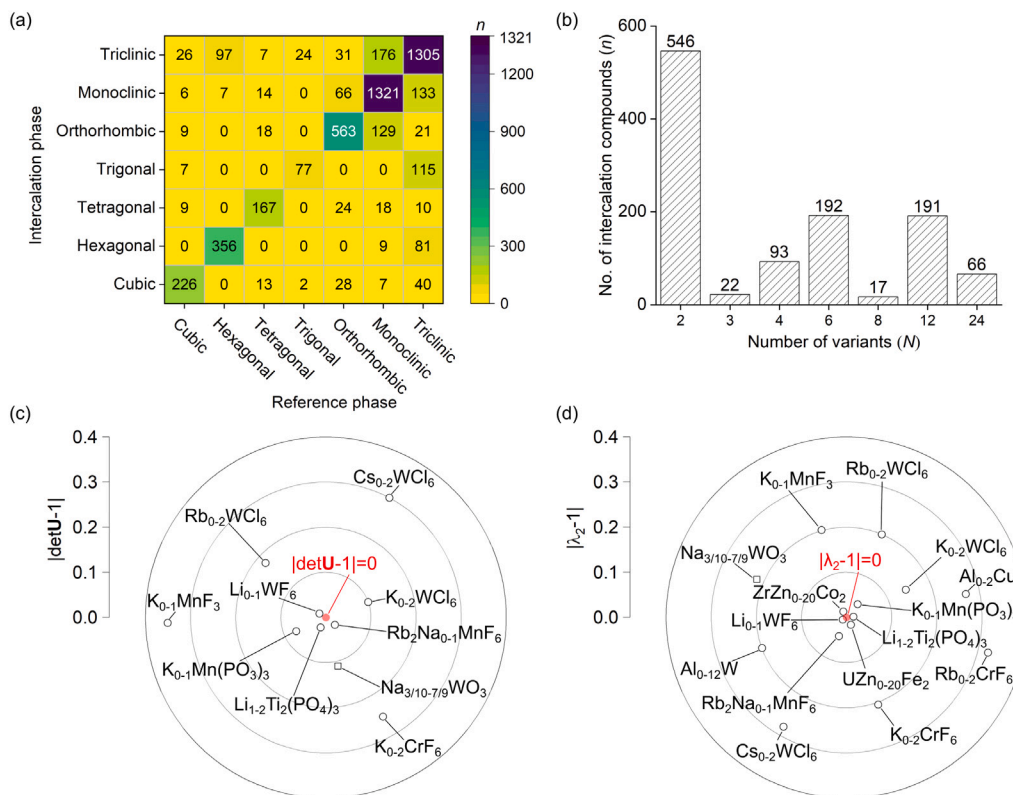 (a)
n
Intercalation phase
Triclinic 26 97 7 24 31 176 1305
Monoclinic 6 7 14 0 66 1321 133
Orthorhombic 9 0 18 0 563 129 21
Trigonal 7 0 0 77 0 0 115
Tetragonal 9 0 167 0 24 18 10
Hexagonal 0 356 0 0 0 9 81
Cubic 226 0 13 2 28 7 40
Cubic Hexagonal Tetragonal Trigonal Orthorhombic Monoclinic Triclinic
Reference phase
1321
1200
900
600
300
0
(b)
No. of intercalation compounds (n)
600
400
200
0
546 22 93 192 17 191 66
2 3 4 6 8 12 24
Number of variants (N)
(c)
|detU-1|
0.4
0.3
0.2
0.1
0.0
Cs₀₋₂WCl₆
Rb₀₋₂WCl₆
|detU-1|=0
Li₀₋₁WF₆
K₀₋₂WCl₆
K₀₋₁MnF₃
Rb₂Na₀₋₁MnF₆
K₀₋₁Mn(PO₃)₃
Na₃/₁₀₋₇/₉WO₃
Li₁₋₂Ti₂(PO₄)₃
K₀₋₂CrF₆
(d)
|λ₂-1|
0.4
0.3
0.2
0.1
0.0
K₀₋₁MnF₃
Rb₀₋₂WCl₆
K₀₋₂WCl₆
Na₃/₁₀₋₇/₉WO₃
|λ₂-1|=0
Al₀₋₂Cu
ZrZn₀₋₂₀Co₂
K₀₋₁Mn(PO₃)
Li₀₋₁WF₆
Li₁₋₂Ti₂(PO₄)₃
Al₀₋₁₂W
UZn₀₋₂₀Fe₂
Rb₀₋₂CrF₆
Rb₂Na₀₋₁MnF₆
K₀₋₂CrF₆
Cs₀₋₂WCl₆